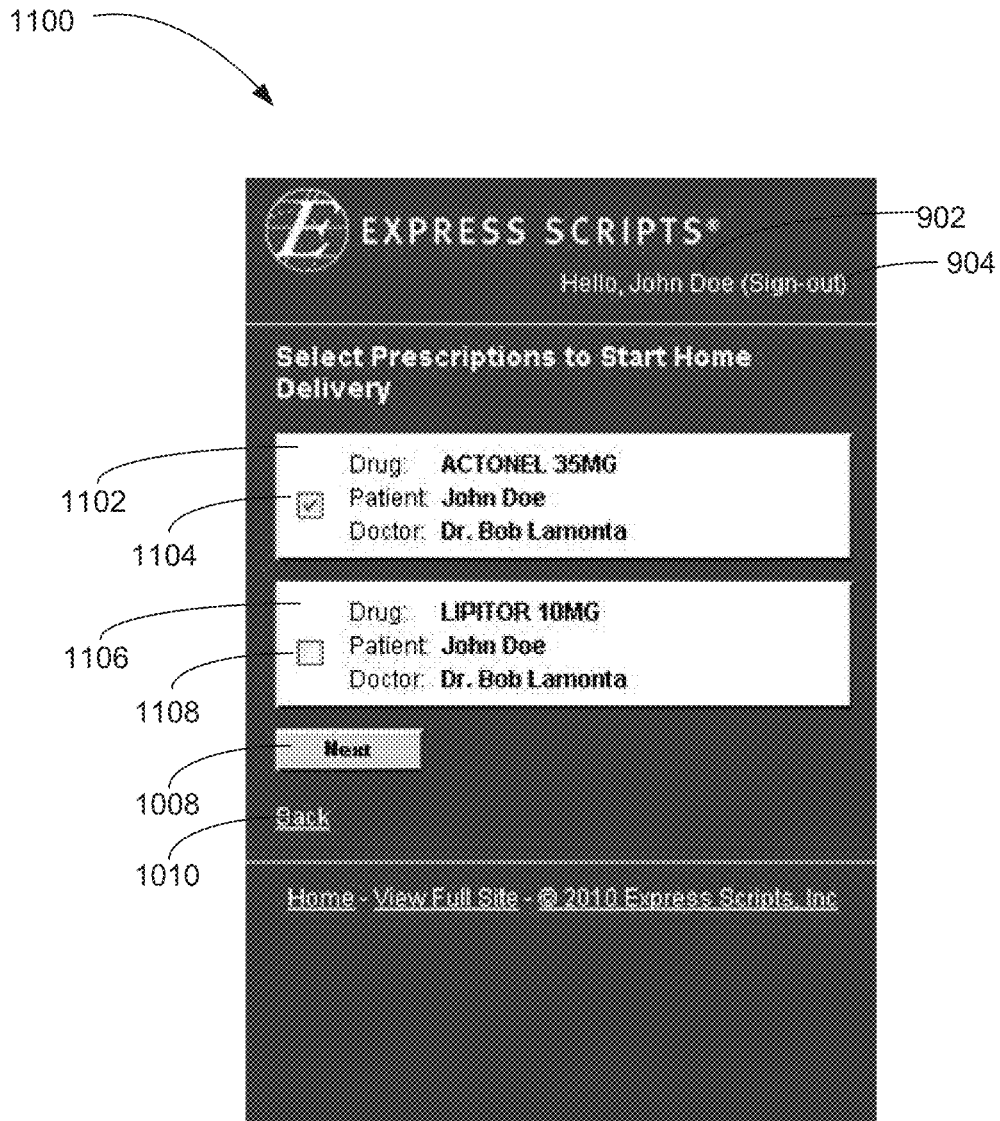 1100
EXPRESS SCRIPTS®
902
Hello, John Doe (Sign-out)
904
Select Prescriptions to Start Home
Delivery
1102
Drug: ACTONEL 35MG
1104
Patient: John Doe
Doctor: Dr. Bob Lamonta
1106
Drug: LIPITOR 10MG
1108
Patient: John Doe
Doctor: Dr. Bob Lamonta
1008
Next
1010
Back
Home - View Full Site - © 2010 Express Scripts, Inc